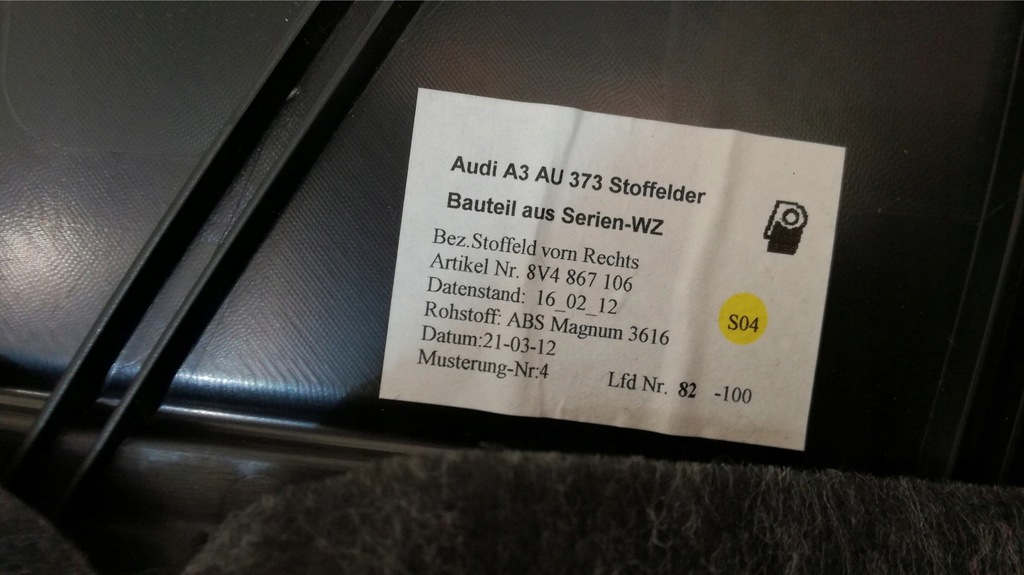 Audi A3 AU 373 Stoffelder
Bauteil aus Serien-WZ
Bez.Stoffeld vorn Rechts
Artikel Nr. 8V4 867 106
Datenstand: 16_02_12
Rohstoff: ABS Magnum 3616
S04
Datum:21-03-12
Musterung-Nr:4
Lfd Nr. 82 -100